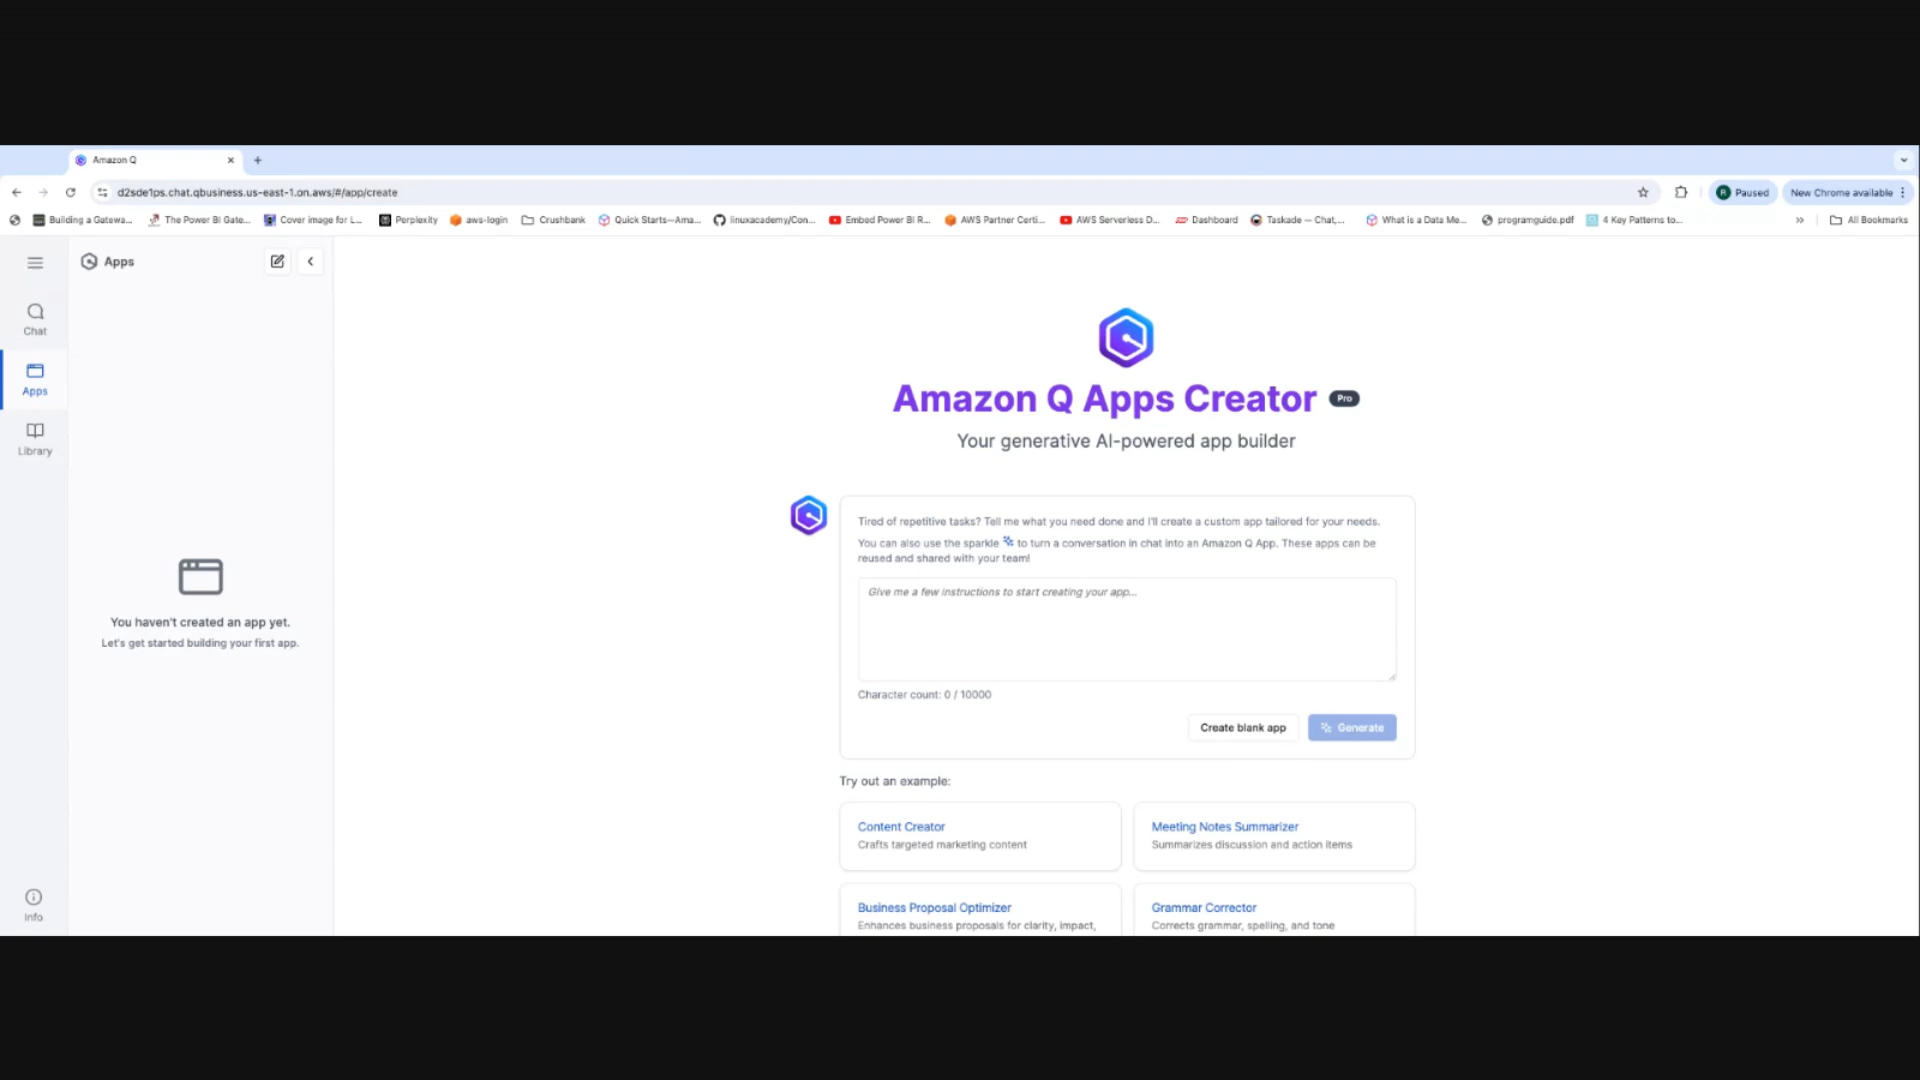 Amazon Q
d2sde1ps.chat.qbusiness.us-east-1.on.aws/#/app/create
R Paused
New Chrome available
Building a Gatewa...
The Power BI Gate...
Cover image for L...
Perplexity
aws-login
Crushbank
Quick Starts—Ama...
linuxacademy/Con...
Embed Power BI R...
AWS Partner Certi...
AWS Serverless D...
Dashboard
Taskade — Chat,...
What is a Data Me...
programguide.pdf
4 Key Patterns to...
All Bookmarks
Apps
Chat
Apps
Library
You haven't created an app yet.
Let's get started building your first app.
Info
Amazon Q Apps Creator Pro
Your generative AI-powered app builder
Tired of repetitive tasks? Tell me what you need done and I'll create a custom app tailored for your needs.
You can also use the sparkle to turn a conversation in chat into an Amazon Q App. These apps can be
reused and shared with your team!
Give me a few instructions to start creating your app...
Character count: 0 / 10000
Create blank app
Generate
Try out an example:
Content Creator
Crafts targeted marketing content
Meeting Notes Summarizer
Summarizes discussion and action items
Business Proposal Optimizer
Enhances business proposals for clarity, impact,
Grammar Corrector
Corrects grammar, spelling, and tone